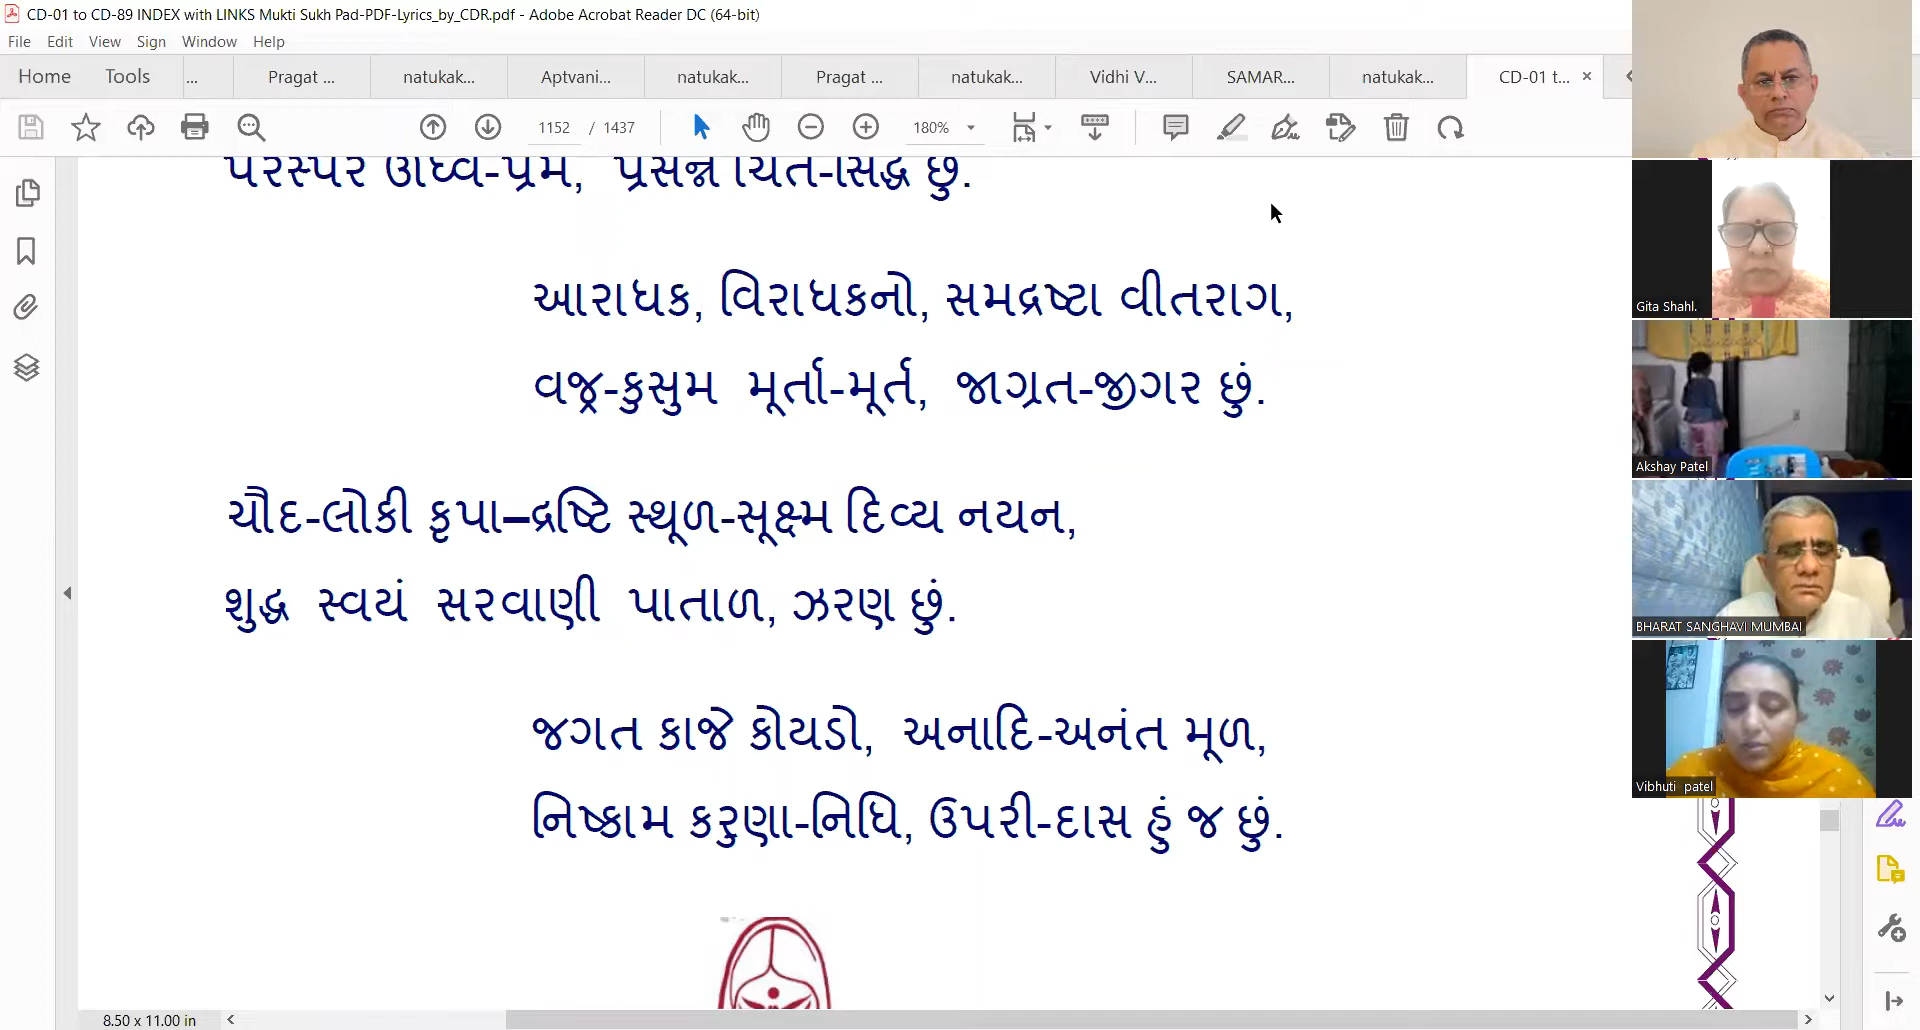 CD-01 to CD-89 INDEX with LINKS Mukti Sukh Pad-PDF-Lyrics_by_CDR.pdf - Adobe Acrobat Reader DC (64-bit)
File Edit View Sign Window Help
Home Tools ... Pragat ... natukak... Aptvani... natukak... Pragat ... natukak... Vidhi V... SAMAR... natukak... CD-01 t...
1152 / 1437 180%
પરસ્પર ઊર્ધ્વ-પ્રેમ, પ્રસન્ન ચિત-સિદ્ધ છું.
આરાધક, વિરાધકનો, સમદ્રષ્ટા વીતરાગ,
વજ્ર-કુસુમ મૂર્તા-મૂર્ત, જાગ્રત-જીગર છું.
ચૌદ-લોકી કૃપા–દ્રષ્ટિ સ્થૂળ-સૂક્ષ્મ દિવ્ય નયન,
શુદ્ધ સ્વયં સરવાણી પાતાળ, ઝરણ છું.
જગત કાજે કોયડો, અનાદિ-અનંત મૂળ,
નિષ્કામ કરુણા-નિધિ, ઉપરી-દાસ હું જ છું.
8.50 x 11.00 in
Gita Shahl.
Akshay Patel
BHARAT SANGHAVI MUMBAI
Vibhuti patel